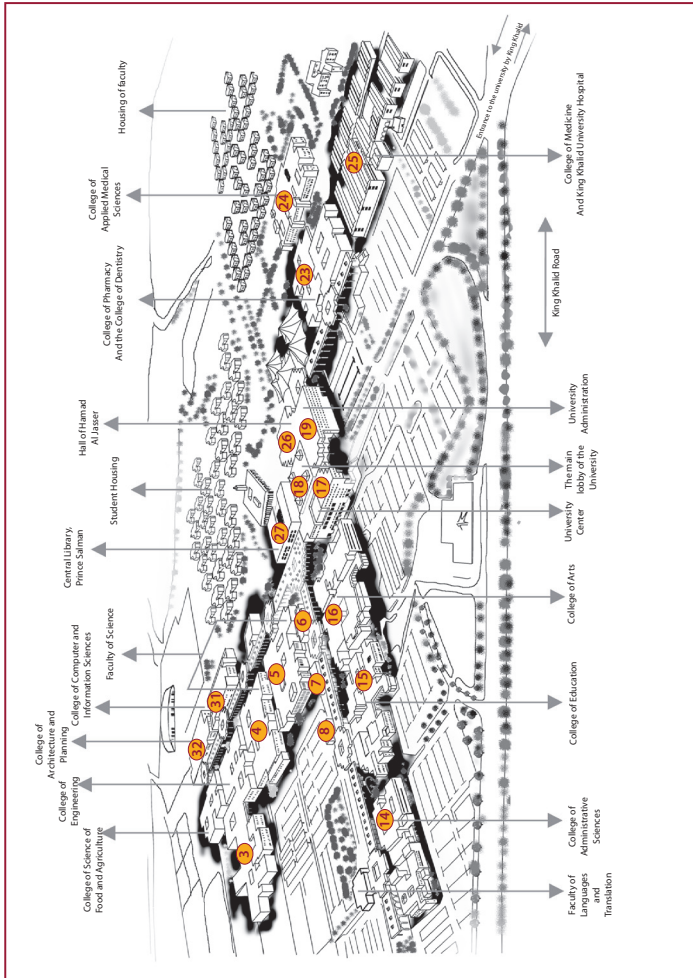 College of Science of
Food and Agriculture
College of
Engineering
College of
Architecture and
Planning
College of Computer and
Information Sciences
Faculty of Science
Central Library,
Prince Salman
Student Housing
Hall of Hamad
Al Jasser
College of Pharmacy
And the College of Dentistry
College of
Applied Medical
Sciences
Housing of faculty
Entrance to the university by King Khalid
32
31
3
4
5
6
7
8
27
18
17
26
19
23
24
25
16
15
14
Faculty of
Languages
and
Translation
College of
Administrative
Sciences
College of Education
College of Arts
University
Center
The main
lobby of the
University
University
Administration
King Khalid Road
College of Medicine
And King Khalid University Hospital